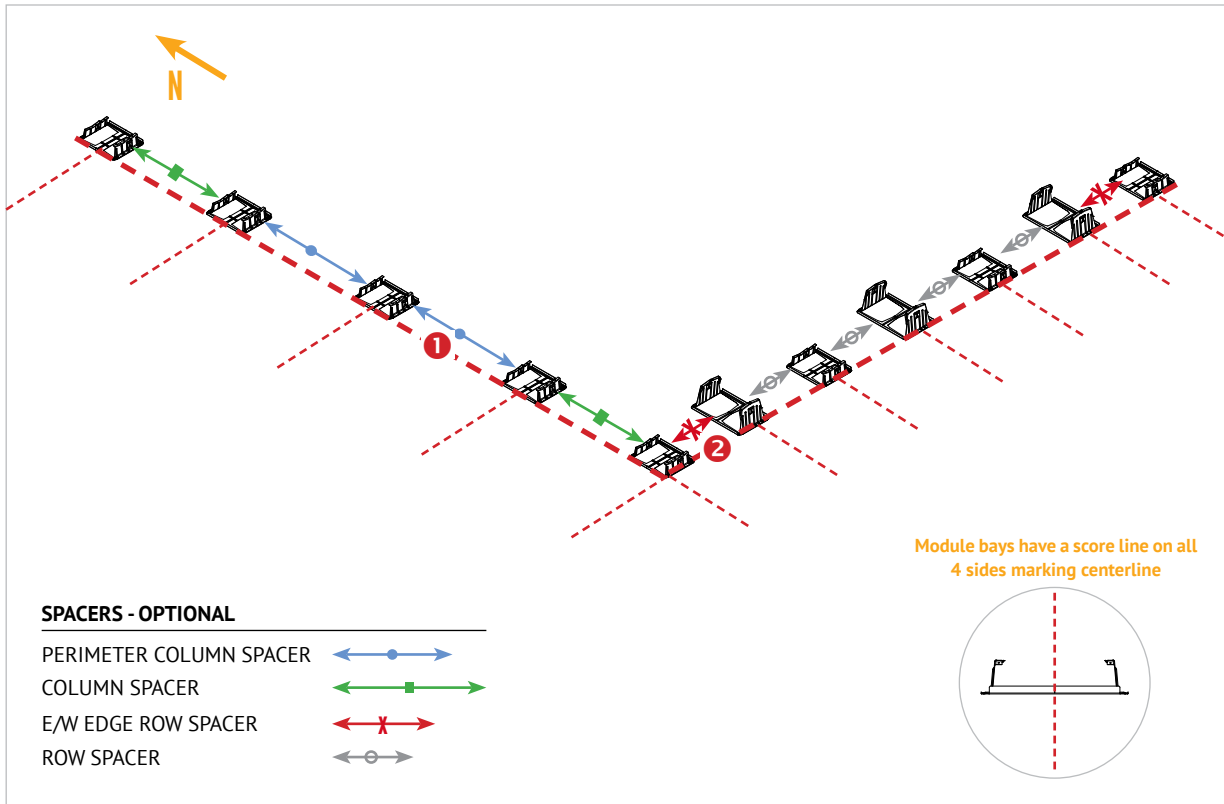 N
1
2
Module bays have a score line on all
4 sides marking centerline
SPACERS - OPTIONAL
PERIMETER COLUMN SPACER
COLUMN SPACER
E/W EDGE ROW SPACER
ROW SPACER